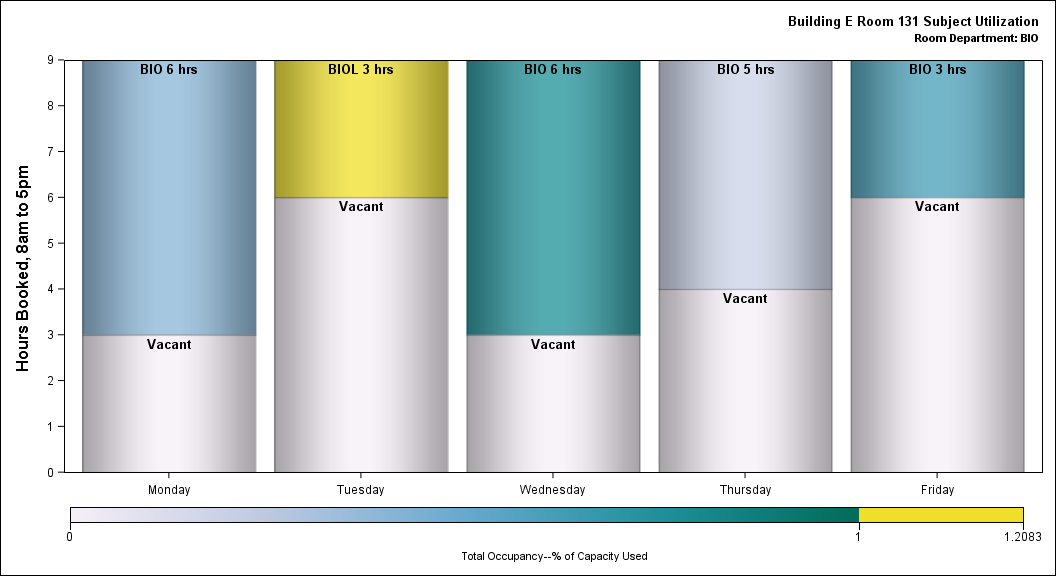 Building E Room 131 Subject Utilization
Room Department: BIO
Hours Booked, 8am to 5pm
9
8
7
6
5
4
3
2
1
0
BIO 6 hrs
BIOL 3 hrs
BIO 6 hrs
BIO 5 hrs
BIO 3 hrs
Vacant
Vacant
Vacant
Vacant
Vacant
Monday
Tuesday
Wednesday
Thursday
Friday
0
1
1.2083
Total Occupancy--% of Capacity Used